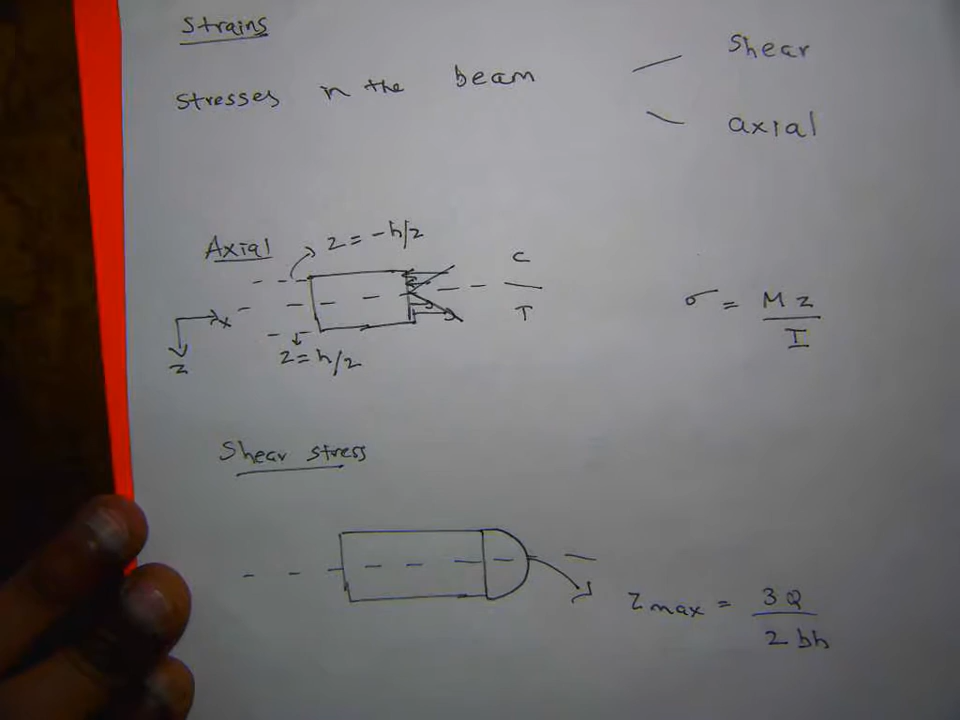 Strains
stresses in the beam
shear
axial
Axial
z = -h/2
C
T
x
z
z = h/2
σ = Mz / I
Shear stress
τmax = 3Q / 2bh